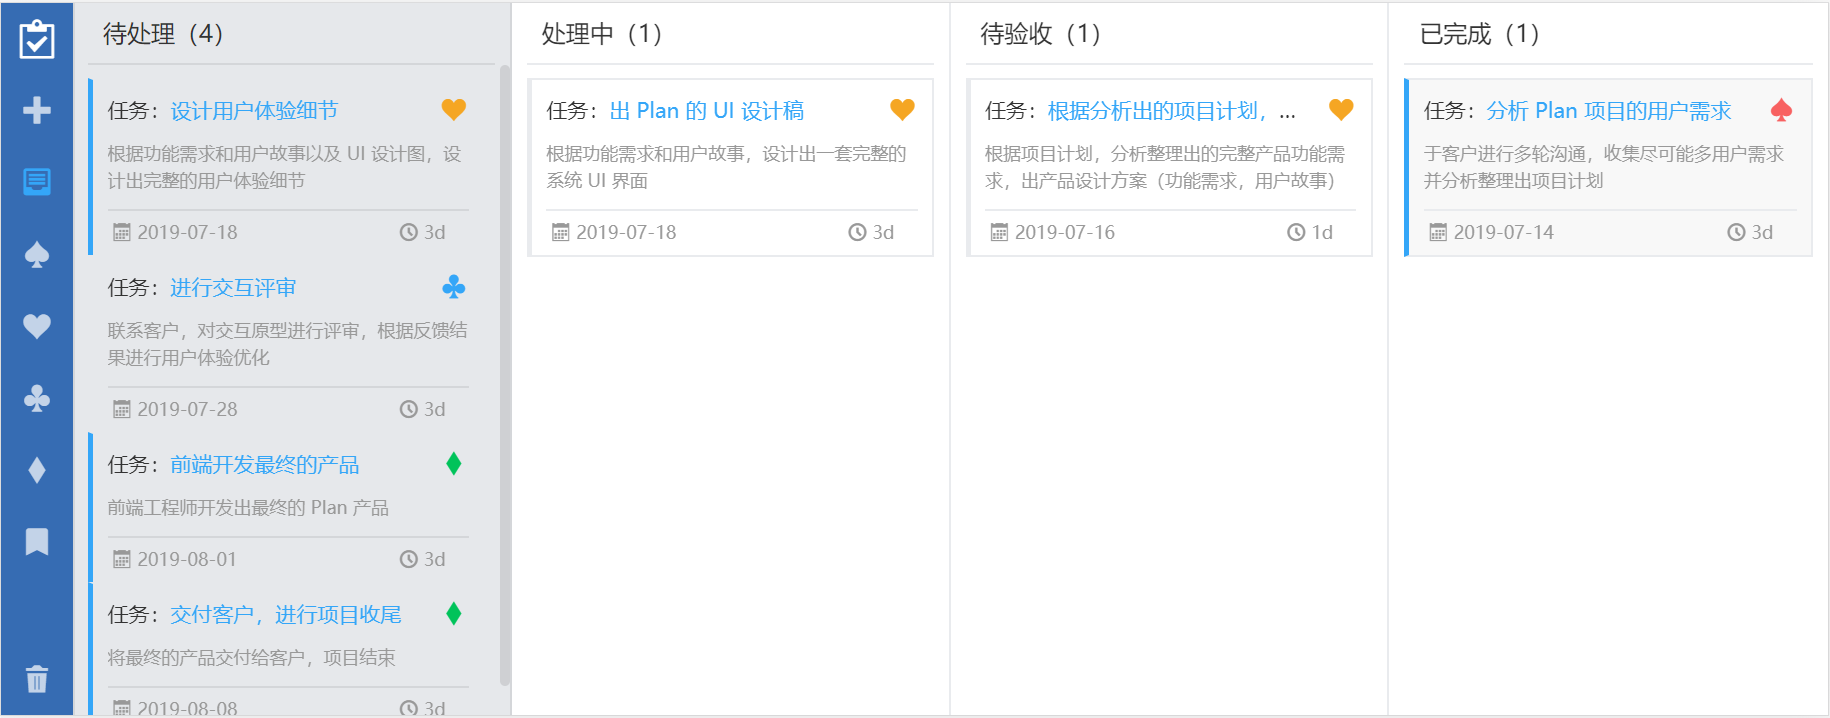 待处理（4）
任务：设计用户体验细节
根据功能需求和用户故事以及 UI 设计图，设
计出完整的用户体验细节
2019-07-18 3d
任务：进行交互评审
联系客户，对交互原型进行评审，根据反馈结
果进行用户体验优化
2019-07-28 3d
任务：前端开发最终的产品
前端工程师开发出最终的 Plan 产品
2019-08-01 3d
任务：交付客户，进行项目收尾
将最终的产品交付给客户，项目结束
2019-08-08 3d
处理中（1）
任务：出 Plan 的 UI 设计稿
根据功能需求和用户故事，设计出一套完整的
系统 UI 界面
2019-07-18 3d
待验收（1）
任务：根据分析出的项目计划，...
根据项目计划，分析整理出的完整产品功能需
求，出产品设计方案（功能需求，用户故事）
2019-07-16 1d
已完成（1）
任务：分析 Plan 项目的用户需求
于客户进行多轮沟通，收集尽可能多用户需求
并分析整理出项目计划
2019-07-14 3d